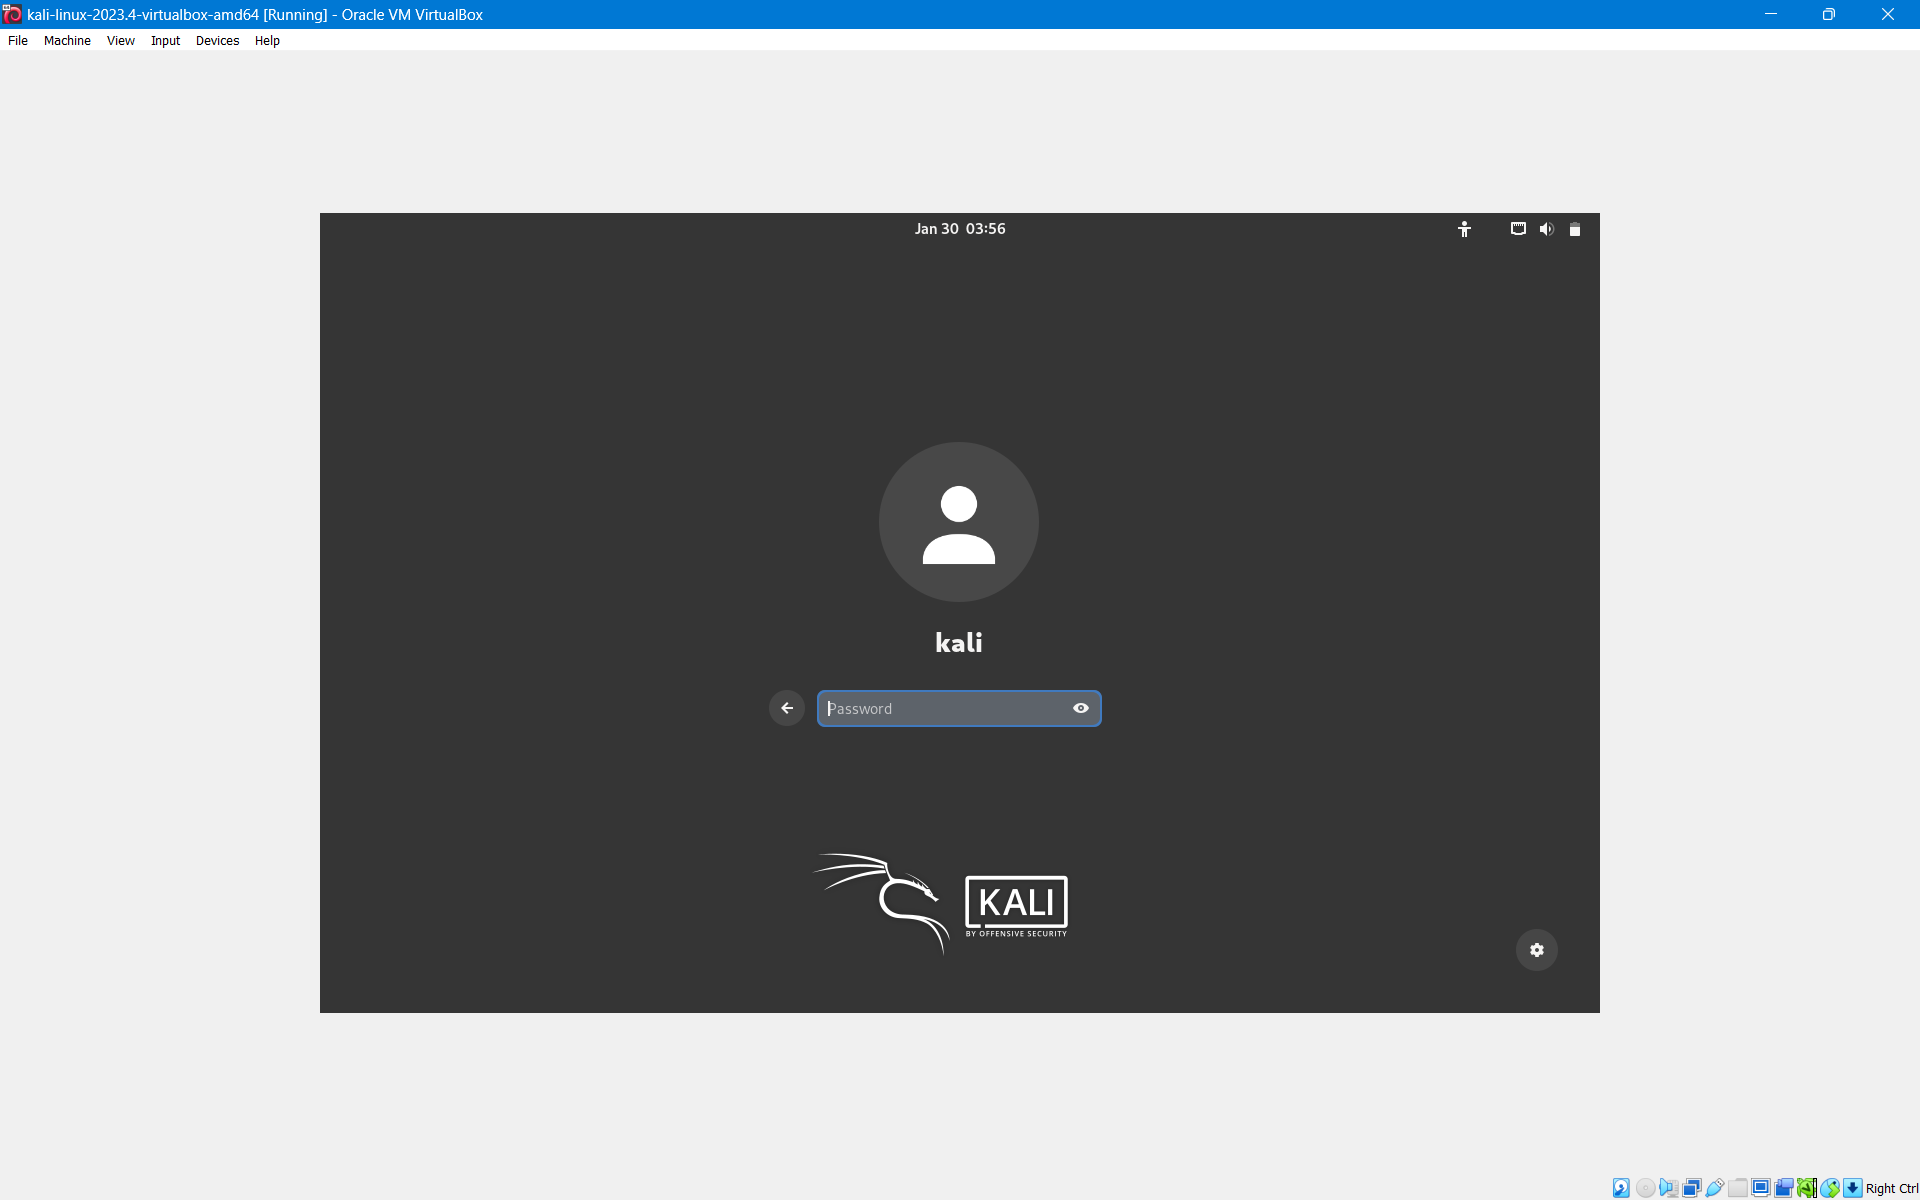 kali-linux-2023.4-virtualbox-amd64 [Running] - Oracle VM VirtualBox
File Machine View Input Devices Help
Jan 30 03:56
kali
Password
KALI
BY OFFENSIVE SECURITY
Right Ctrl